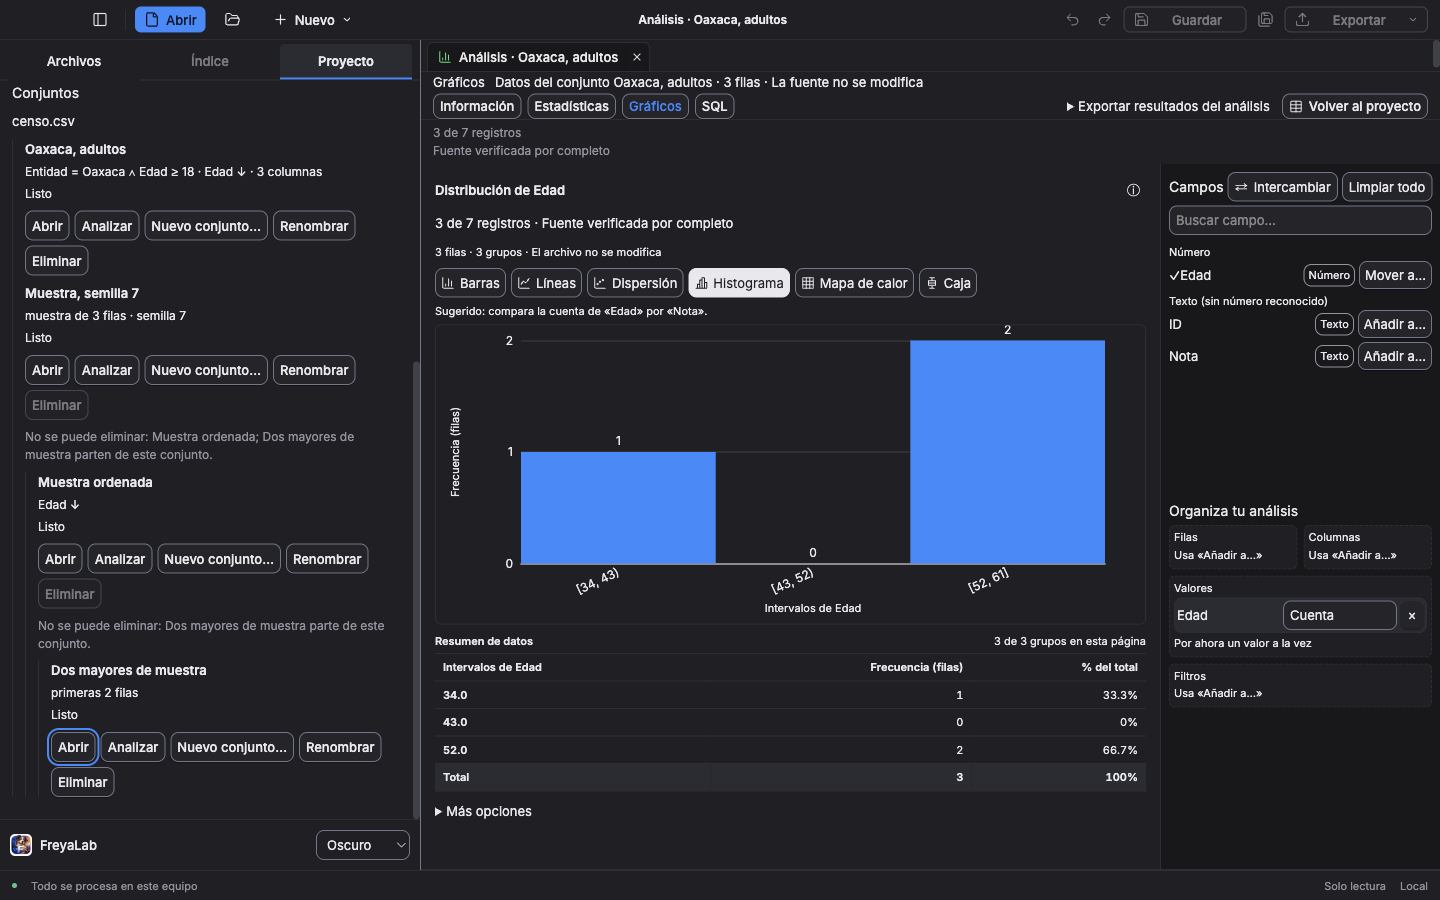 Abrir
Nuevo
Análisis · Oaxaca, adultos
Guardar
Exportar
Archivos
Índice
Proyecto
Conjuntos
censo.csv
Oaxaca, adultos
Entidad = Oaxaca ∧ Edad ≥ 18 · Edad ↓ · 3 columnas
Listo
Abrir
Analizar
Nuevo conjunto...
Renombrar
Eliminar
Muestra, semilla 7
muestra de 3 filas · semilla 7
Listo
Abrir
Analizar
Nuevo conjunto...
Renombrar
Eliminar
No se puede eliminar: Muestra ordenada; Dos mayores de
muestra parten de este conjunto.
Muestra ordenada
Edad ↓
Listo
Abrir
Analizar
Nuevo conjunto...
Renombrar
Eliminar
No se puede eliminar: Dos mayores de muestra parte de este
conjunto.
Dos mayores de muestra
primeras 2 filas
Listo
Abrir
Analizar
Nuevo conjunto...
Renombrar
Eliminar
FreyaLab
Oscuro
Análisis · Oaxaca, adultos ×
Gráficos Datos del conjunto Oaxaca, adultos · 3 filas · La fuente no se modifica
Información
Estadísticas
Gráficos
SQL
Exportar resultados del análisis
Volver al proyecto
3 de 7 registros
Fuente verificada por completo
Distribución de Edad
3 de 7 registros · Fuente verificada por completo
3 filas · 3 grupos · El archivo no se modifica
Barras
Líneas
Dispersión
Histograma
Mapa de calor
Caja
Sugerido: compara la cuenta de «Edad» por «Nota».
2
1
0
Frecuencia (filas)
1
0
2
[34, 43)
[43, 52)
[52, 61]
Intervalos de Edad
Resumen de datos
3 de 3 grupos en esta página
Intervalos de Edad Frecuencia (filas) % del total
34.0 1 33.3%
43.0 0 0%
52.0 2 66.7%
Total 3 100%
Más opciones
Campos
Intercambiar
Limpiar todo
Buscar campo...
Número
✓Edad Número Mover a...
Texto (sin número reconocido)
ID Texto Añadir a...
Nota Texto Añadir a...
Organiza tu análisis
Filas
Usa «Añadir a...»
Columnas
Usa «Añadir a...»
Valores
Edad Cuenta ×
Por ahora un valor a la vez
Filtros
Usa «Añadir a...»
Todo se procesa en este equipo
Solo lectura
Local